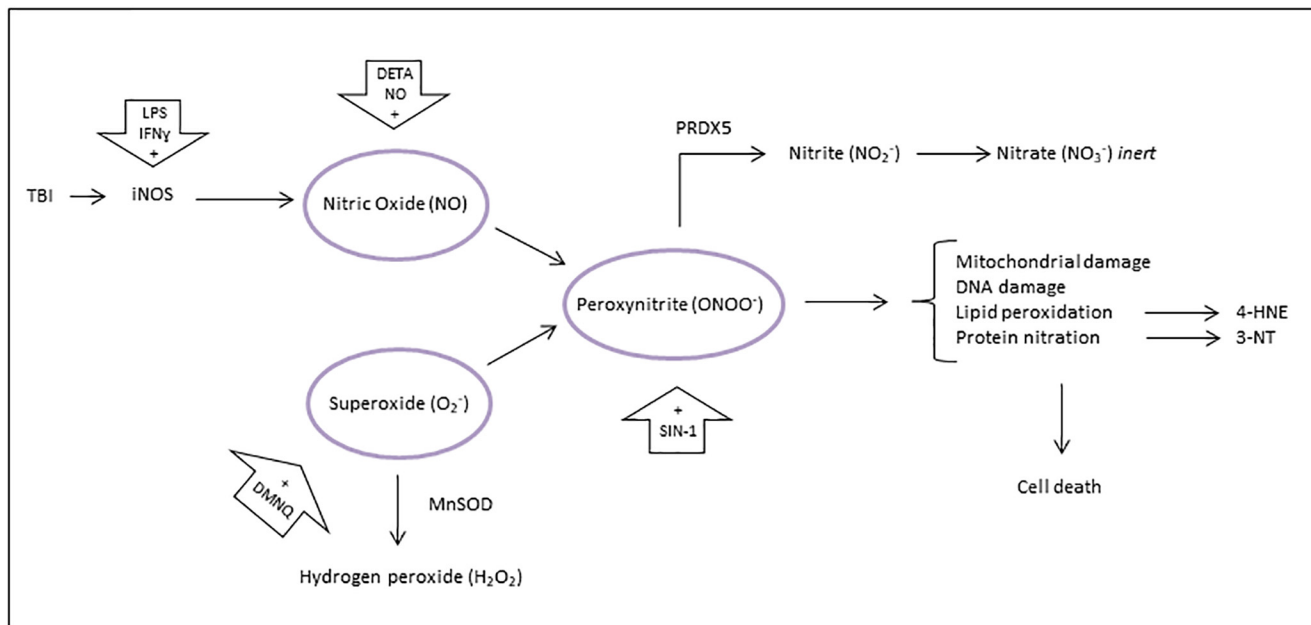 DETA
NO
+
LPS
IFNɣ
+
TBI
iNOS
Nitric Oxide (NO)
PRDX5
Nitrite (NO₂⁻)
Nitrate (NO₃⁻) inert
Peroxynitrite (ONOO⁻)
Mitochondrial damage
DNA damage
Lipid peroxidation
4-HNE
Protein nitration
3-NT
Superoxide (O₂⁻)
+
SIN-1
+
DMNQ
MnSOD
Cell death
Hydrogen peroxide (H₂O₂)